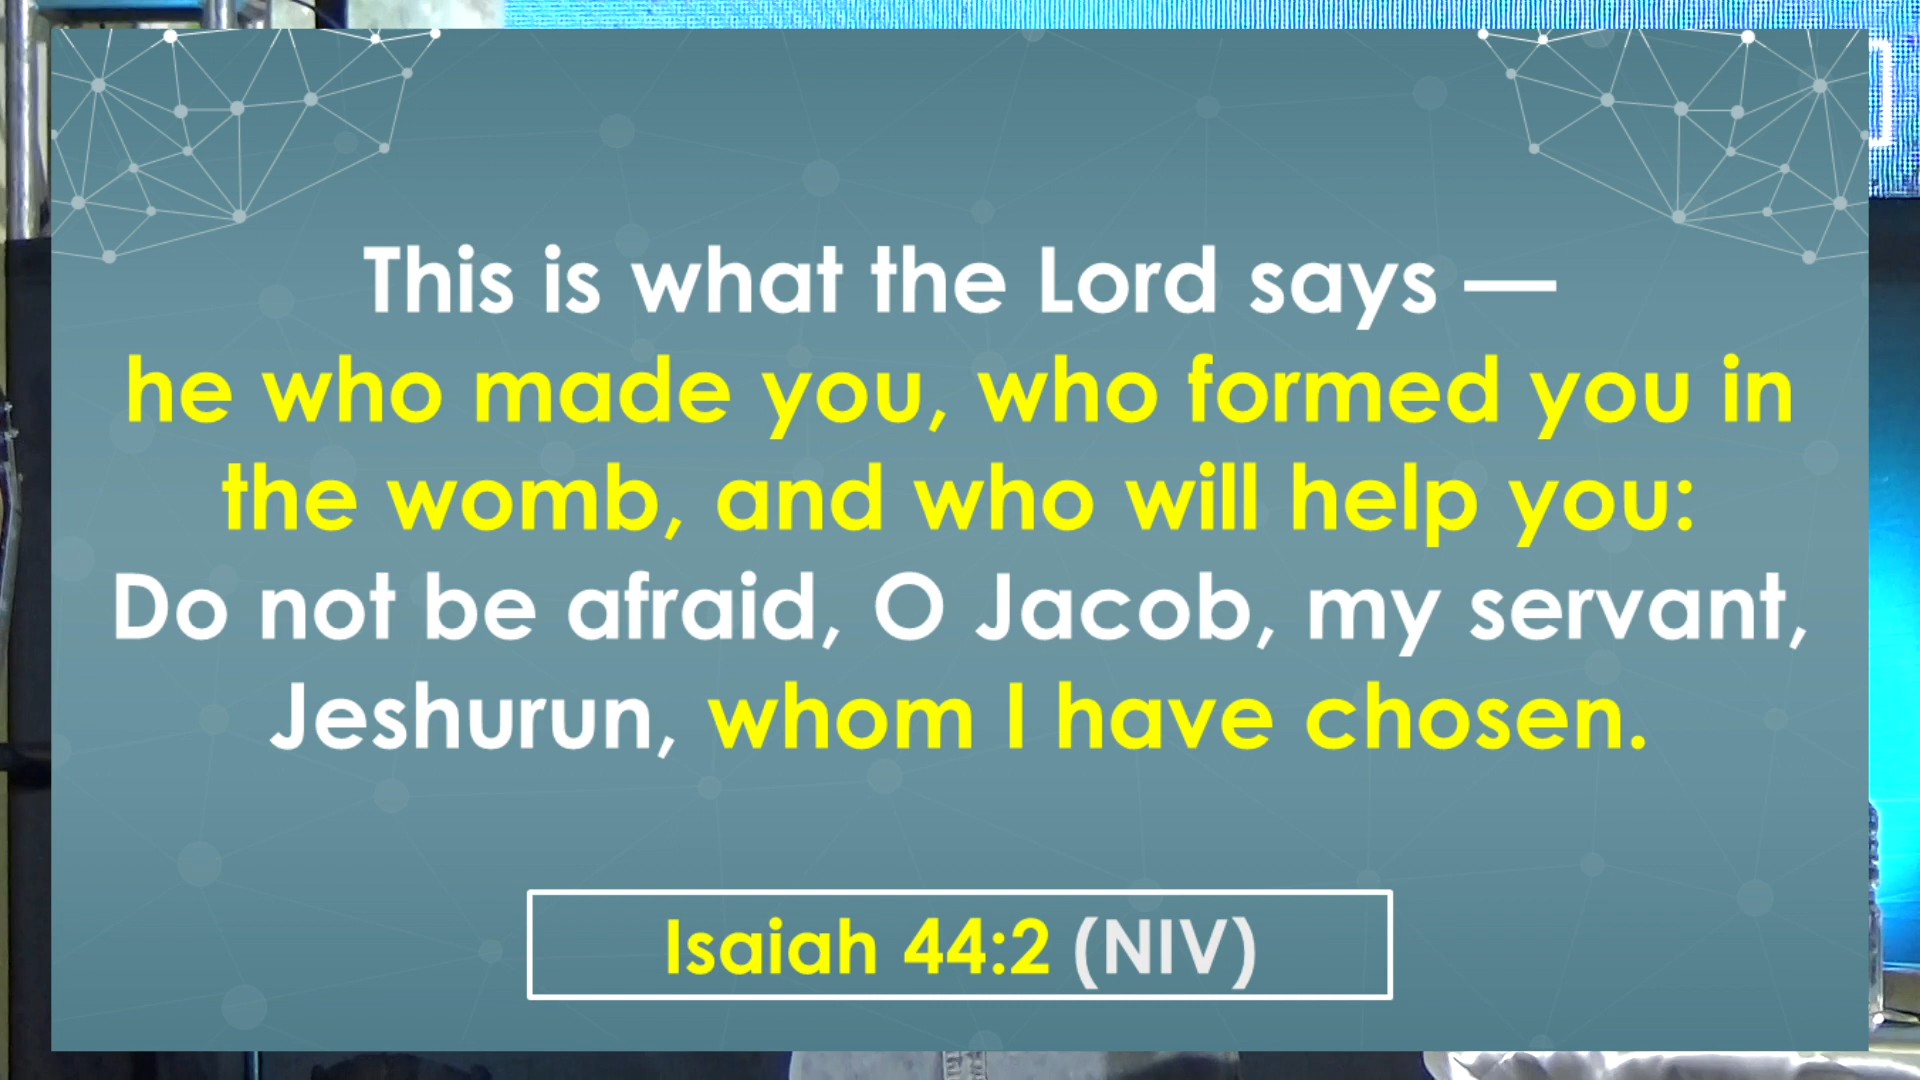 This is what the Lord says —
he who made you, who formed you in
the womb, and who will help you:
Do not be afraid, O Jacob, my servant,
Jeshurun, whom I have chosen.
Isaiah 44:2 (NIV)